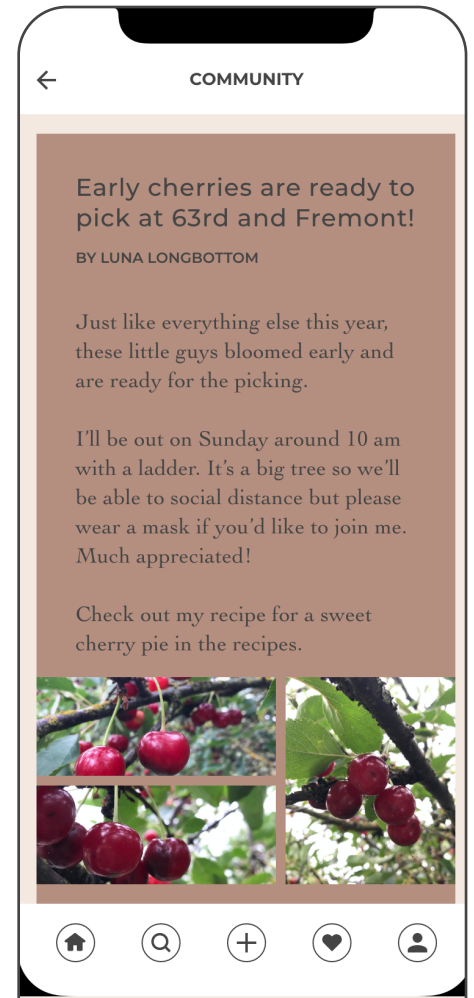 COMMUNITY
Early cherries are ready to
pick at 63rd and Fremont!
BY LUNA LONGBOTTOM
Just like everything else this year,
these little guys bloomed early and
are ready for the picking.
I'll be out on Sunday around 10 am
with a ladder. It's a big tree so we'll
be able to social distance but please
wear a mask if you'd like to join me.
Much appreciated!
Check out my recipe for a sweet
cherry pie in the recipes.